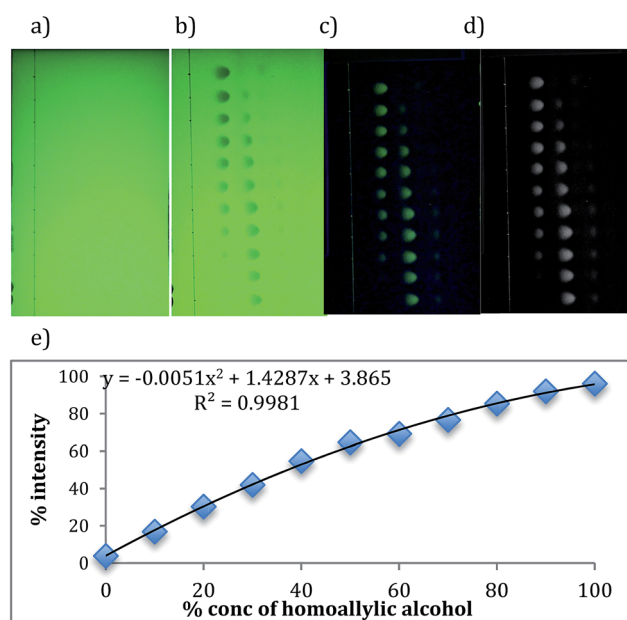 a) b) c) d)
e)
y = -0.0051x² + 1.4287x + 3.865
R² = 0.9981
100
80
60
40
20
0
% intensity
0 20 40 60 80 100
% conc of homoallylic alcohol